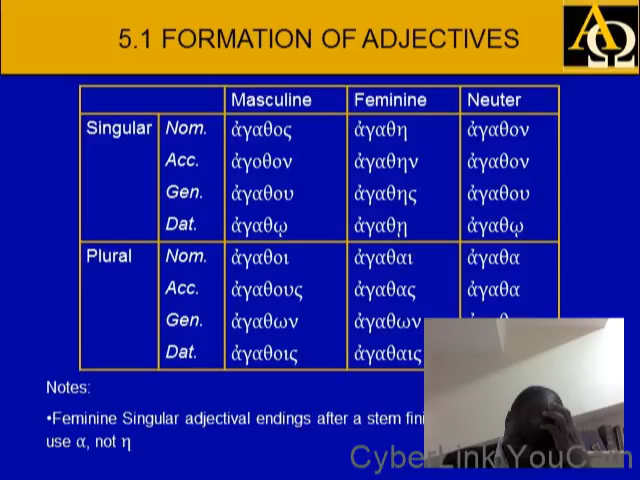 5.1 FORMATION OF ADJECTIVES
ΑΩ
Masculine Feminine Neuter
Singular Nom. ἀγαθος ἀγαθη ἀγαθον
Acc. ἀγοθον ἀγαθην ἀγαθον
Gen. ἀγαθου ἀγαθης ἀγαθου
Dat. ἀγαθῳ ἀγαθῃ ἀγαθῳ
Plural Nom. ἀγαθοι ἀγαθαι ἀγαθα
Acc. ἀγαθους ἀγαθας ἀγαθα
Gen. ἀγαθων ἀγαθων
Dat. ἀγαθοις ἀγαθαις
Notes:
•Feminine Singular adjectival endings after a stem
use α, not η
CyberLink YouCam